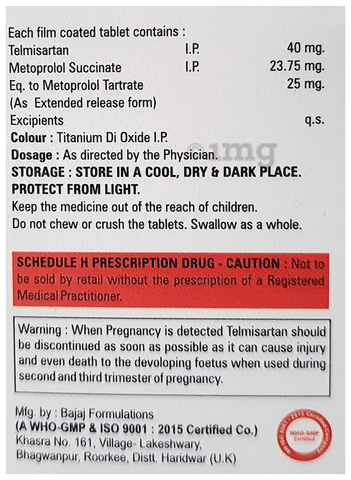 Each film coated tablet contains :
Telmisartan I.P. 40 mg.
Metoprolol Succinate I.P. 23.75 mg.
Eq. to Metoprolol Tartrate 25 mg.
(As Extended release form)
Excipients q.s.
Colour : Titanium Di Oxide I.P.
Dosage : As directed by the Physician.
1mg
STORAGE : STORE IN A COOL, DRY & DARK PLACE.
PROTECT FROM LIGHT.
Keep the medicine out of the reach of children.
Do not chew or crush the tablets. Swallow as a whole.
SCHEDULE H PRESCRIPTION DRUG - CAUTION : Not to
be sold by retail without the prescription of a Registered
Medical Practitioner.
Warning : When Pregnancy is detected Telmisartan should
be discontinued as soon as possible as it can cause injury
and even death to the devoloping foetus when used during
second and third trimester of pregnancy.
Mfg. by : Bajaj Formulations
(A WHO-GMP & ISO 9001 : 2015 Certified Co.)
Khasra No. 161, Village- Lakeshwary,
Bhagwanpur, Roorkee, Distt. Haridwar (U.K)
WHO-GMP
Certified